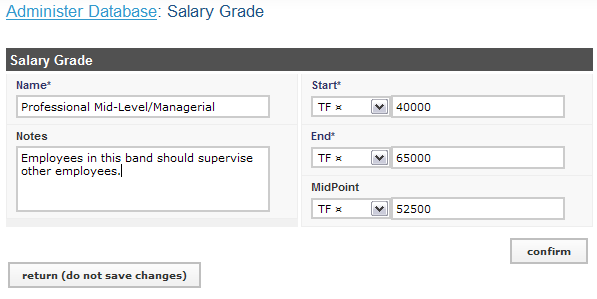 Administer Database: Salary Grade
Salary Grade
Name*
Professional Mid-Level/Managerial
Notes
Employees in this band should supervise
other employees.
Start*
TF ¤ 40000
End*
TF ¤ 65000
MidPoint
TF ¤ 52500
confirm
return (do not save changes)